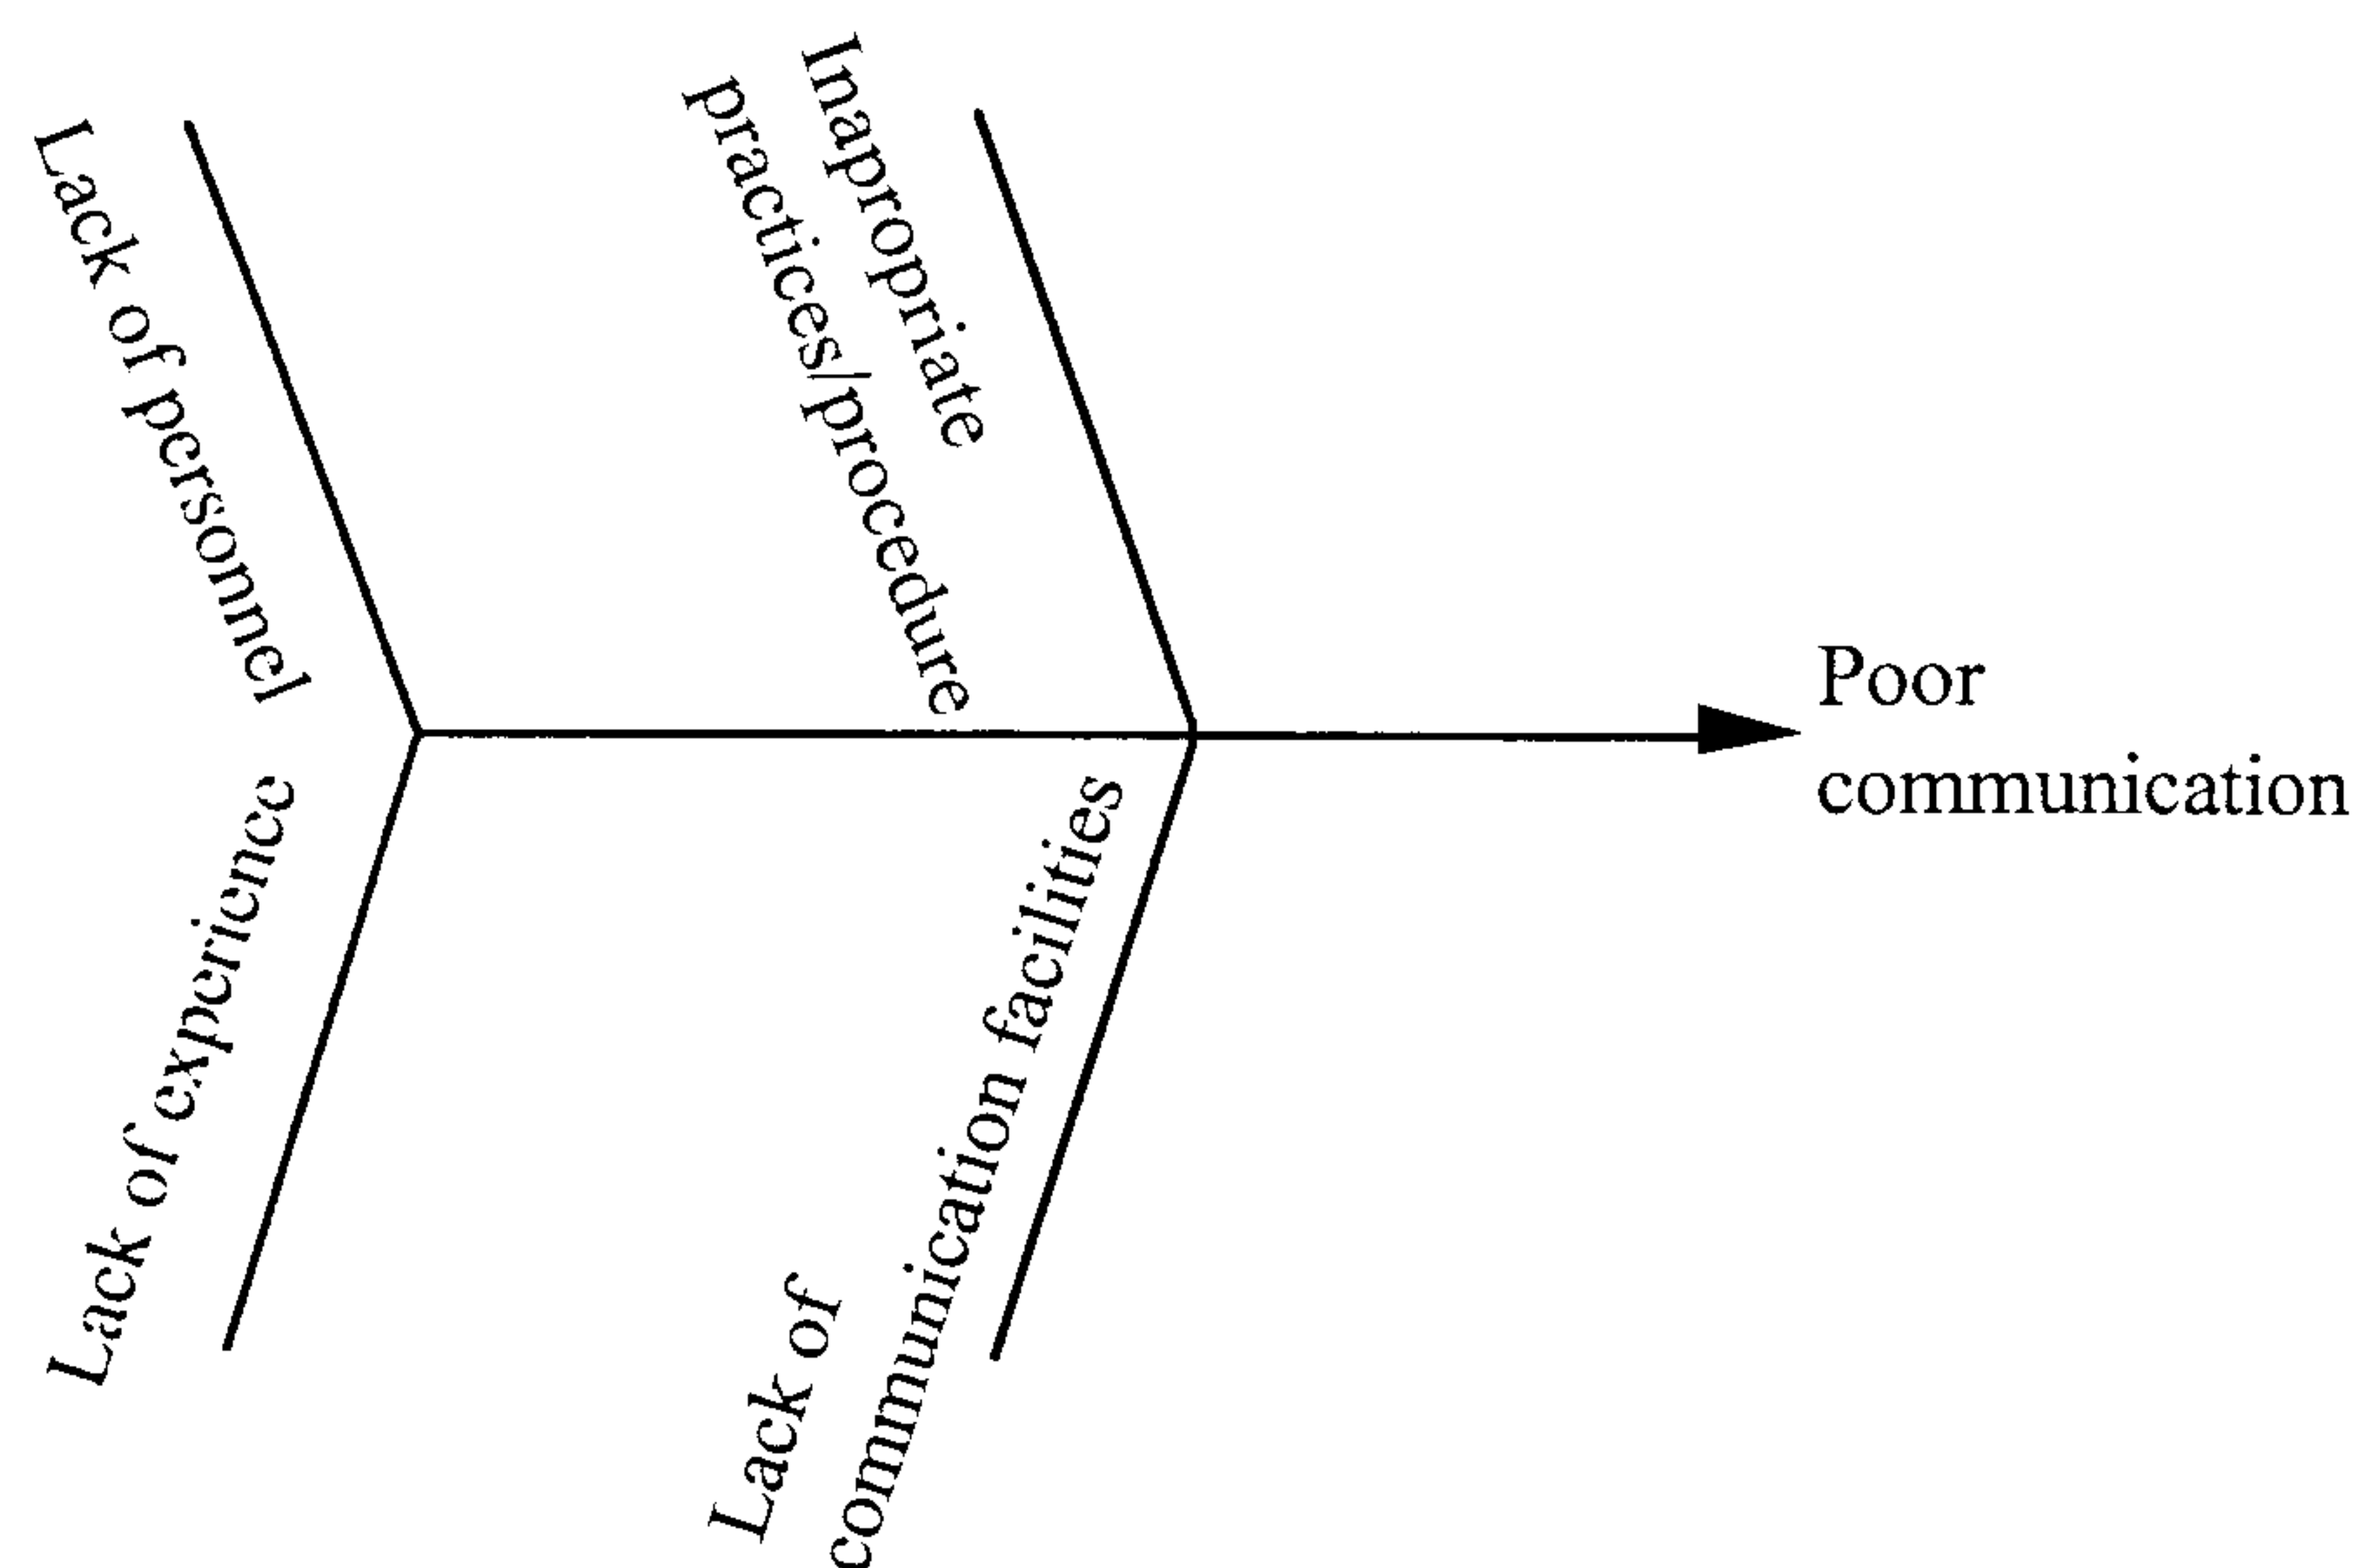 Lack of personnel
Inapropriate
practices/procedure
Poor
communication
Lack of experience
Lack of
communication facilities